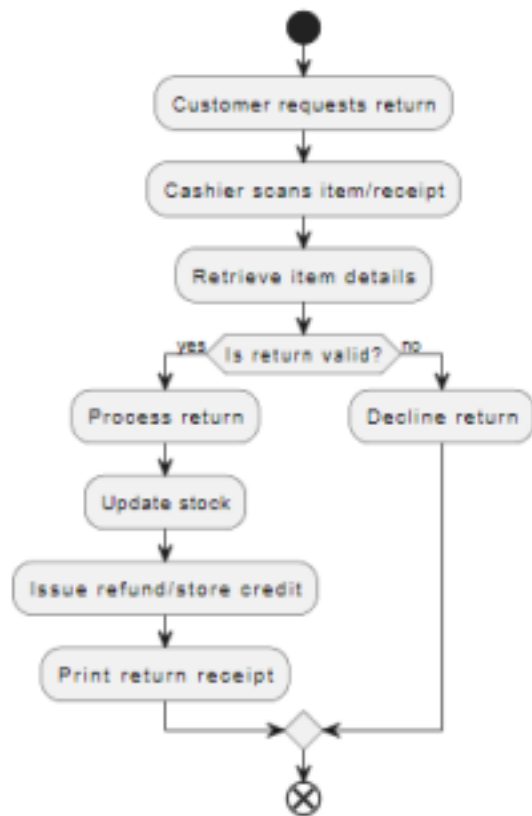 Customer requests return
Cashier scans item/receipt
Retrieve item details
yes
Is return valid?
no
Process return
Decline return
Update stock
Issue refund/store credit
Print return receipt